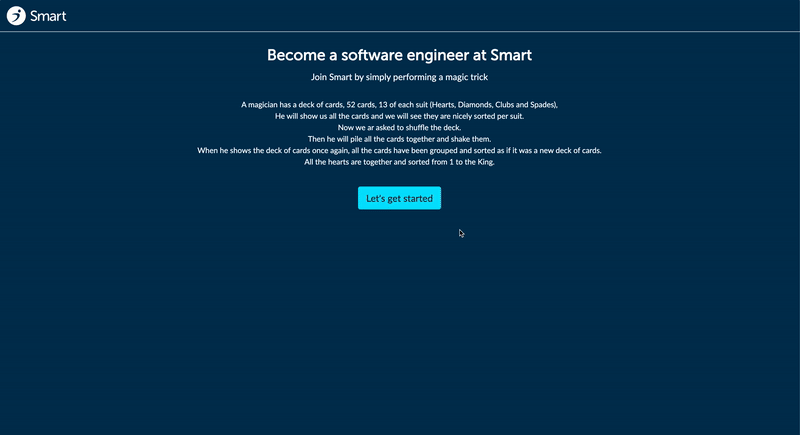 Smart
Become a software engineer at Smart
Join Smart by simply performing a magic trick
A magician has a deck of cards, 52 cards, 13 of each suit (Hearts, Diamonds, Clubs and Spades),
He will show us all the cards and we will see they are nicely sorted per suit.
Now we ar asked to shuffle the deck.
Then he will pile all the cards together and shake them.
When he shows the deck of cards once again, all the cards have been grouped and sorted as if it was a new deck of cards.
All the hearts are together and sorted from 1 to the King.
Let's get started